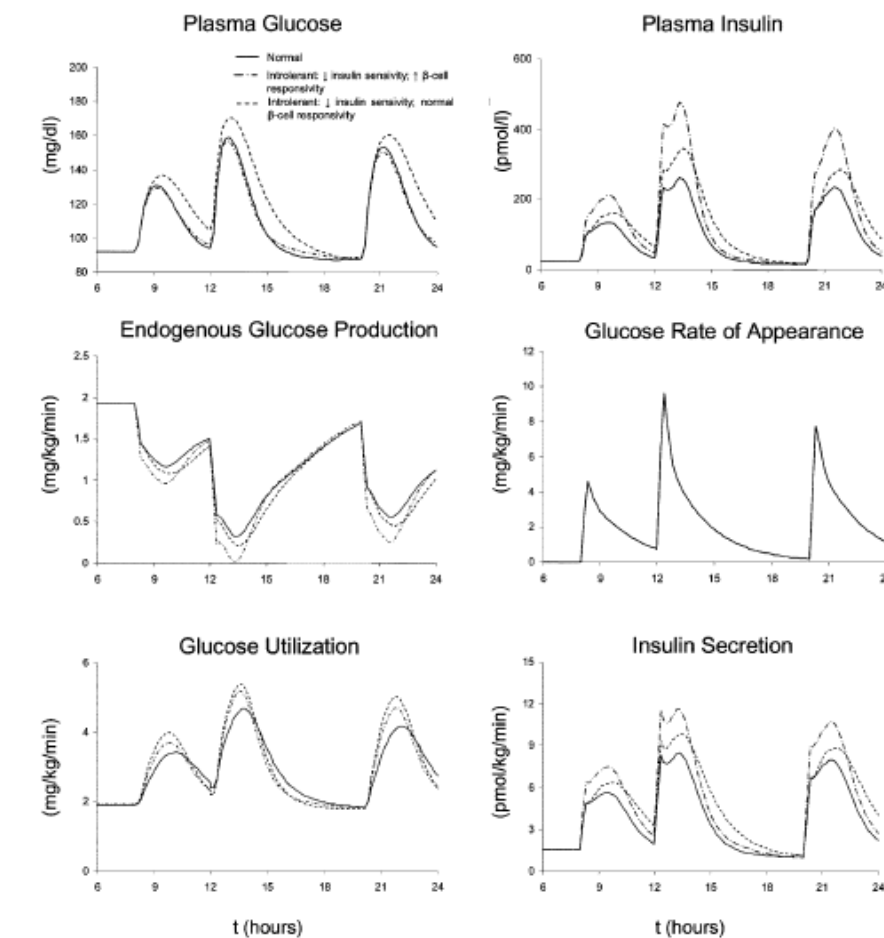 Plasma Glucose
Normal
Intolerant: ↓ insulin sensivity; ↑ β-cell
responsivity
Intolerant: ↓ insulin sensivity; normal
β-cell responsivity
(mg/dl)
200
160
140
120
100
80
6 9 12 15 18 21 24
Plasma Insulin
(pmol/l)
600
400
200
0
6 9 12 15 18 21 24
Endogenous Glucose Production
(mg/kg/min)
2.5
2
1.5
1
0.5
0
6 9 12 15 18 21 24
Glucose Rate of Appearance
(mg/kg/min)
12
10
8
6
4
2
0
6 9 12 15 18 21
Glucose Utilization
(mg/kg/min)
6
4
2
0
6 9 12 15 18 21 24
t (hours)
Insulin Secretion
(pmol/kg/min)
15
12
9
6
3
0
6 9 12 15 18 21 24
t (hours)